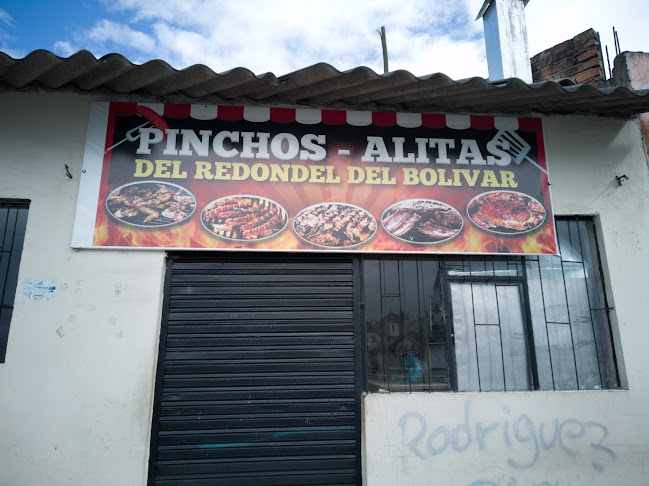 PINCHOS - ALITAS
DEL REDONDEL DEL BOLIVAR
Rodriguez